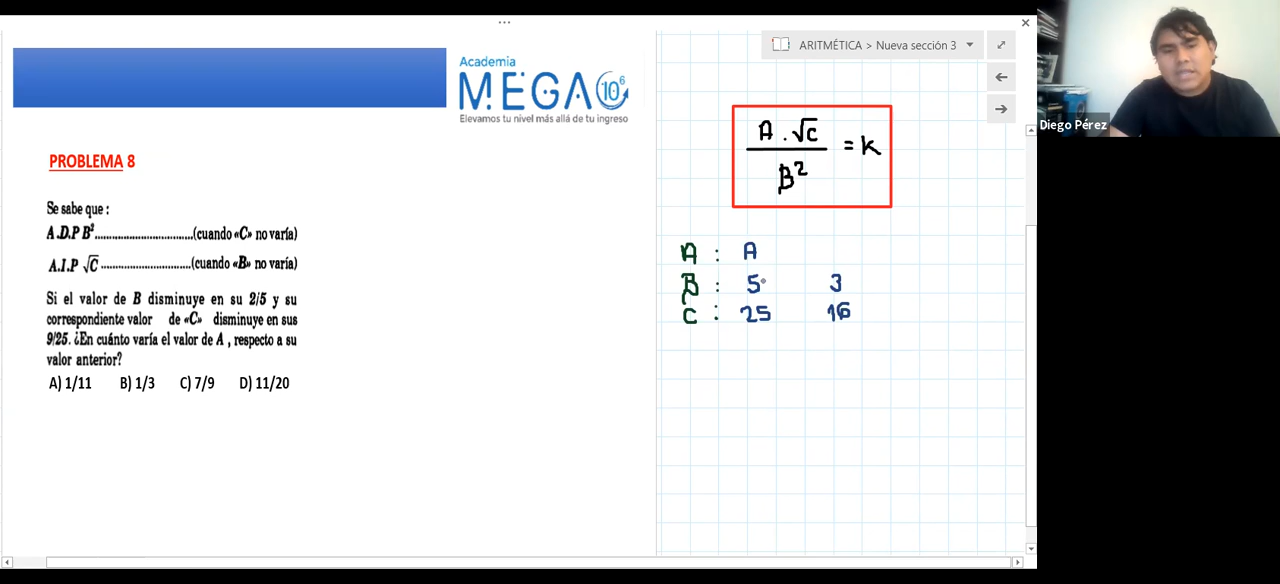 Academia
MEGA 10⁶
Elevamos tu nivel más allá de tu ingreso
PROBLEMA 8
Se sabe que :
A .D.P B² ................................(cuando «C» no varía)
A.I.P √C ..............................(cuando «B» no varía)
Si el valor de B disminuye en su 2/5 y su
correspondiente valor de «C» disminuye en sus
9/25. ¿En cuánto varía el valor de A , respecto a su
valor anterior?
A) 1/11 B) 1/3 C) 7/9 D) 11/20
ARITMÉTICA > Nueva sección 3
A . √C
/ B² = K
A : A
B : 5 3
C : 25 16
Diego Pérez